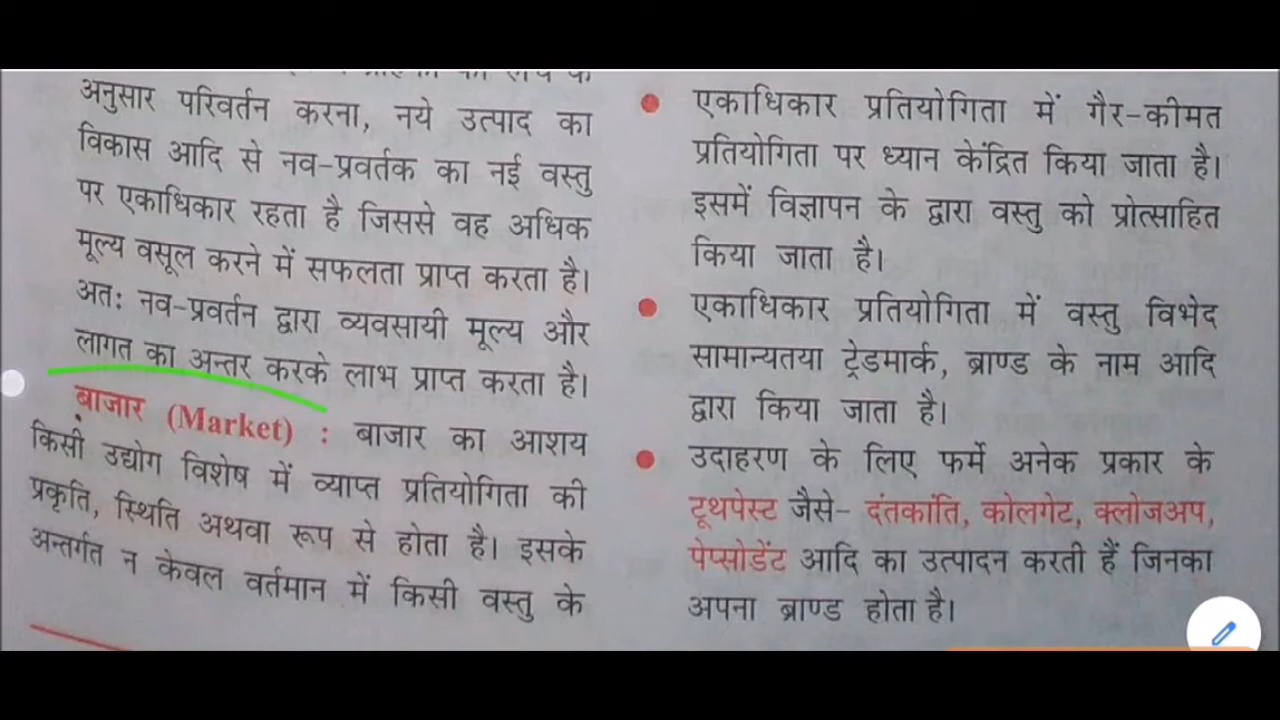 अनुसार परिवर्तन करना, नये उत्पाद का
विकास आदि से नव-प्रवर्तक का नई वस्तु
पर एकाधिकार रहता है जिससे वह अधिक
मूल्य वसूल करने में सफलता प्राप्त करता है।
अतः नव-प्रवर्तन द्वारा व्यवसायी मूल्य और
लागत का अन्तर करके लाभ प्राप्त करता है।
बाजार (Market) : बाजार का आशय
किसी उद्योग विशेष में व्याप्त प्रतियोगिता की
प्रकृति, स्थिति अथवा रूप से होता है। इसके
अन्तर्गत न केवल वर्तमान में किसी वस्तु के
एकाधिकार प्रतियोगिता में गैर-कीमत
प्रतियोगिता पर ध्यान केंद्रित किया जाता है।
इसमें विज्ञापन के द्वारा वस्तु को प्रोत्साहित
किया जाता है।
एकाधिकार प्रतियोगिता में वस्तु विभेद
सामान्यतया ट्रेडमार्क, ब्राण्ड के नाम आदि
द्वारा किया जाता है।
उदाहरण के लिए फर्मे अनेक प्रकार के
टूथपेस्ट जैसे- दंतकांति, कोलगेट, क्लोजअप,
पेप्सोडेंट आदि का उत्पादन करती हैं जिनका
अपना ब्राण्ड होता है।